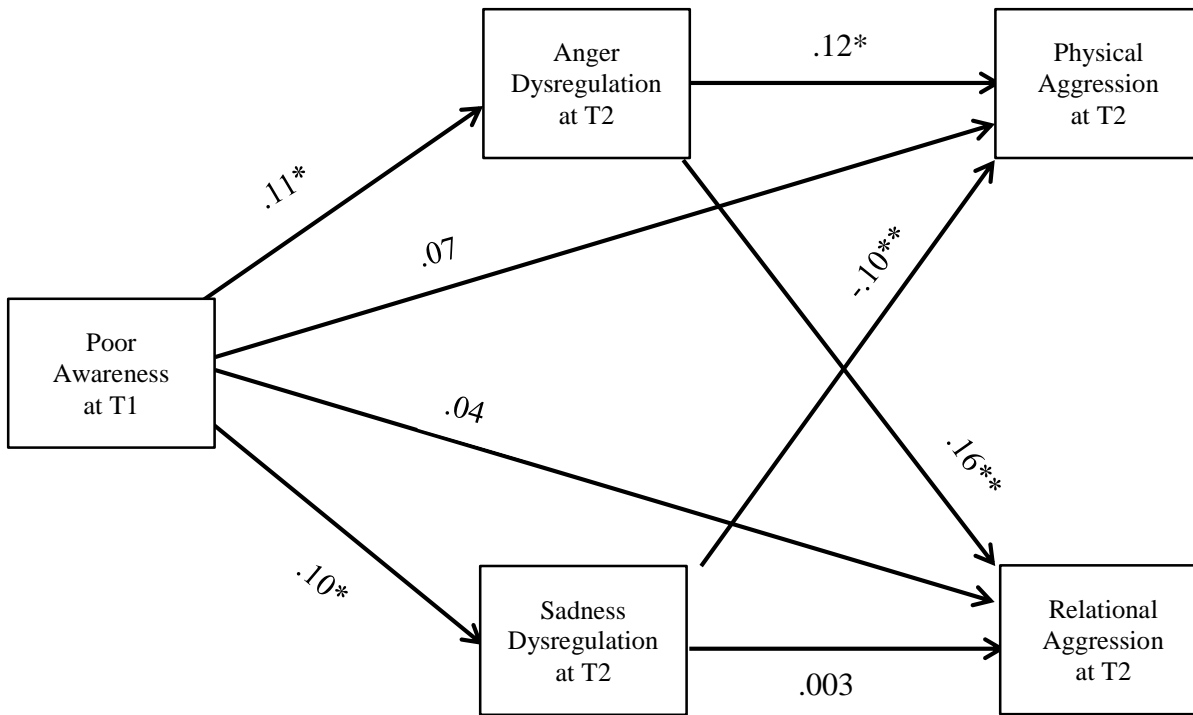 Anger
Dysregulation
at T2
.12*
Physical
Aggression
at T2
.11*
.07
-.10**
Poor
Awareness
at T1
.04
.16**
.10*
Sadness
Dysregulation
at T2
.003
Relational
Aggression
at T2